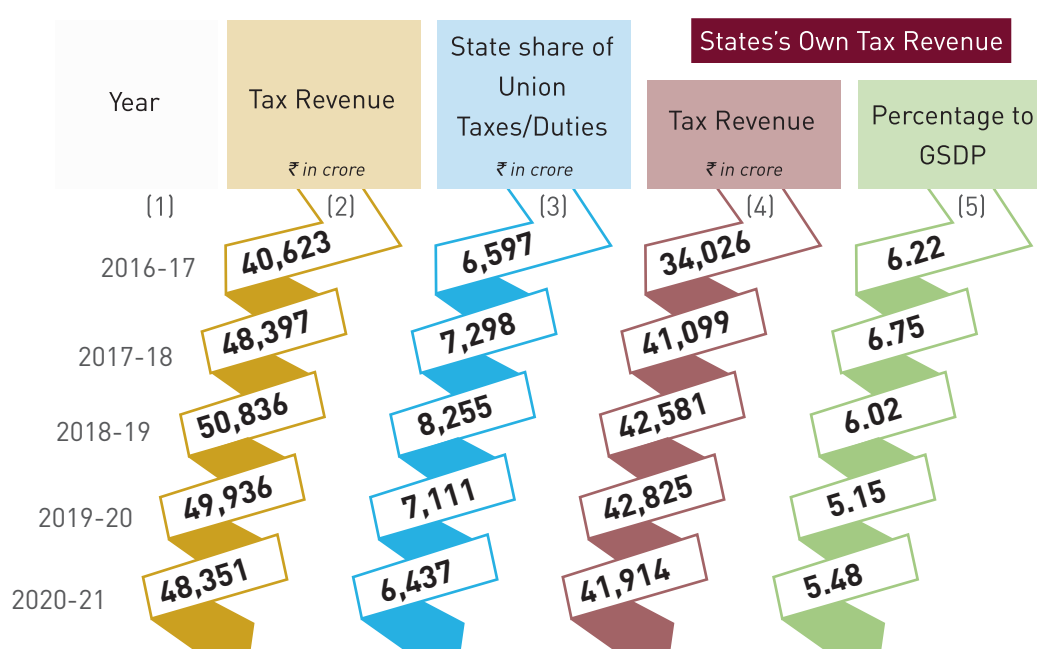 Year
Tax Revenue
₹ in crore
State share of
Union
Taxes/Duties
₹ in crore
States's Own Tax Revenue
Tax Revenue
₹ in crore
Percentage to
GSDP
(1) (2) (3) (4) (5)
2016-17 40,623 6,597 34,026 6.22
2017-18 48,397 7,298 41,099 6.75
2018-19 50,836 8,255 42,581 6.02
2019-20 49,936 7,111 42,825 5.15
2020-21 48,351 6,437 41,914 5.48